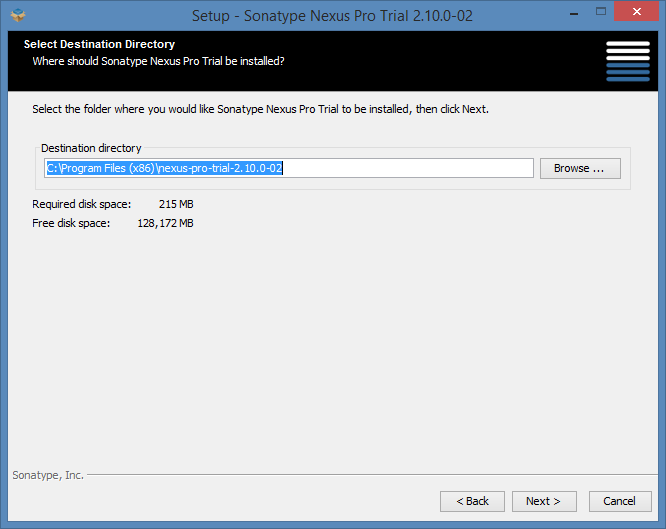 Setup - Sonatype Nexus Pro Trial 2.10.0-02
Select Destination Directory
Where should Sonatype Nexus Pro Trial be installed?
Select the folder where you would like Sonatype Nexus Pro Trial to be installed, then click Next.
Destination directory
C:\Program Files (x86)\nexus-pro-trial-2.10.0-02
Browse ...
Required disk space: 215 MB
Free disk space: 128,172 MB
Sonatype, Inc.
< Back Next > Cancel